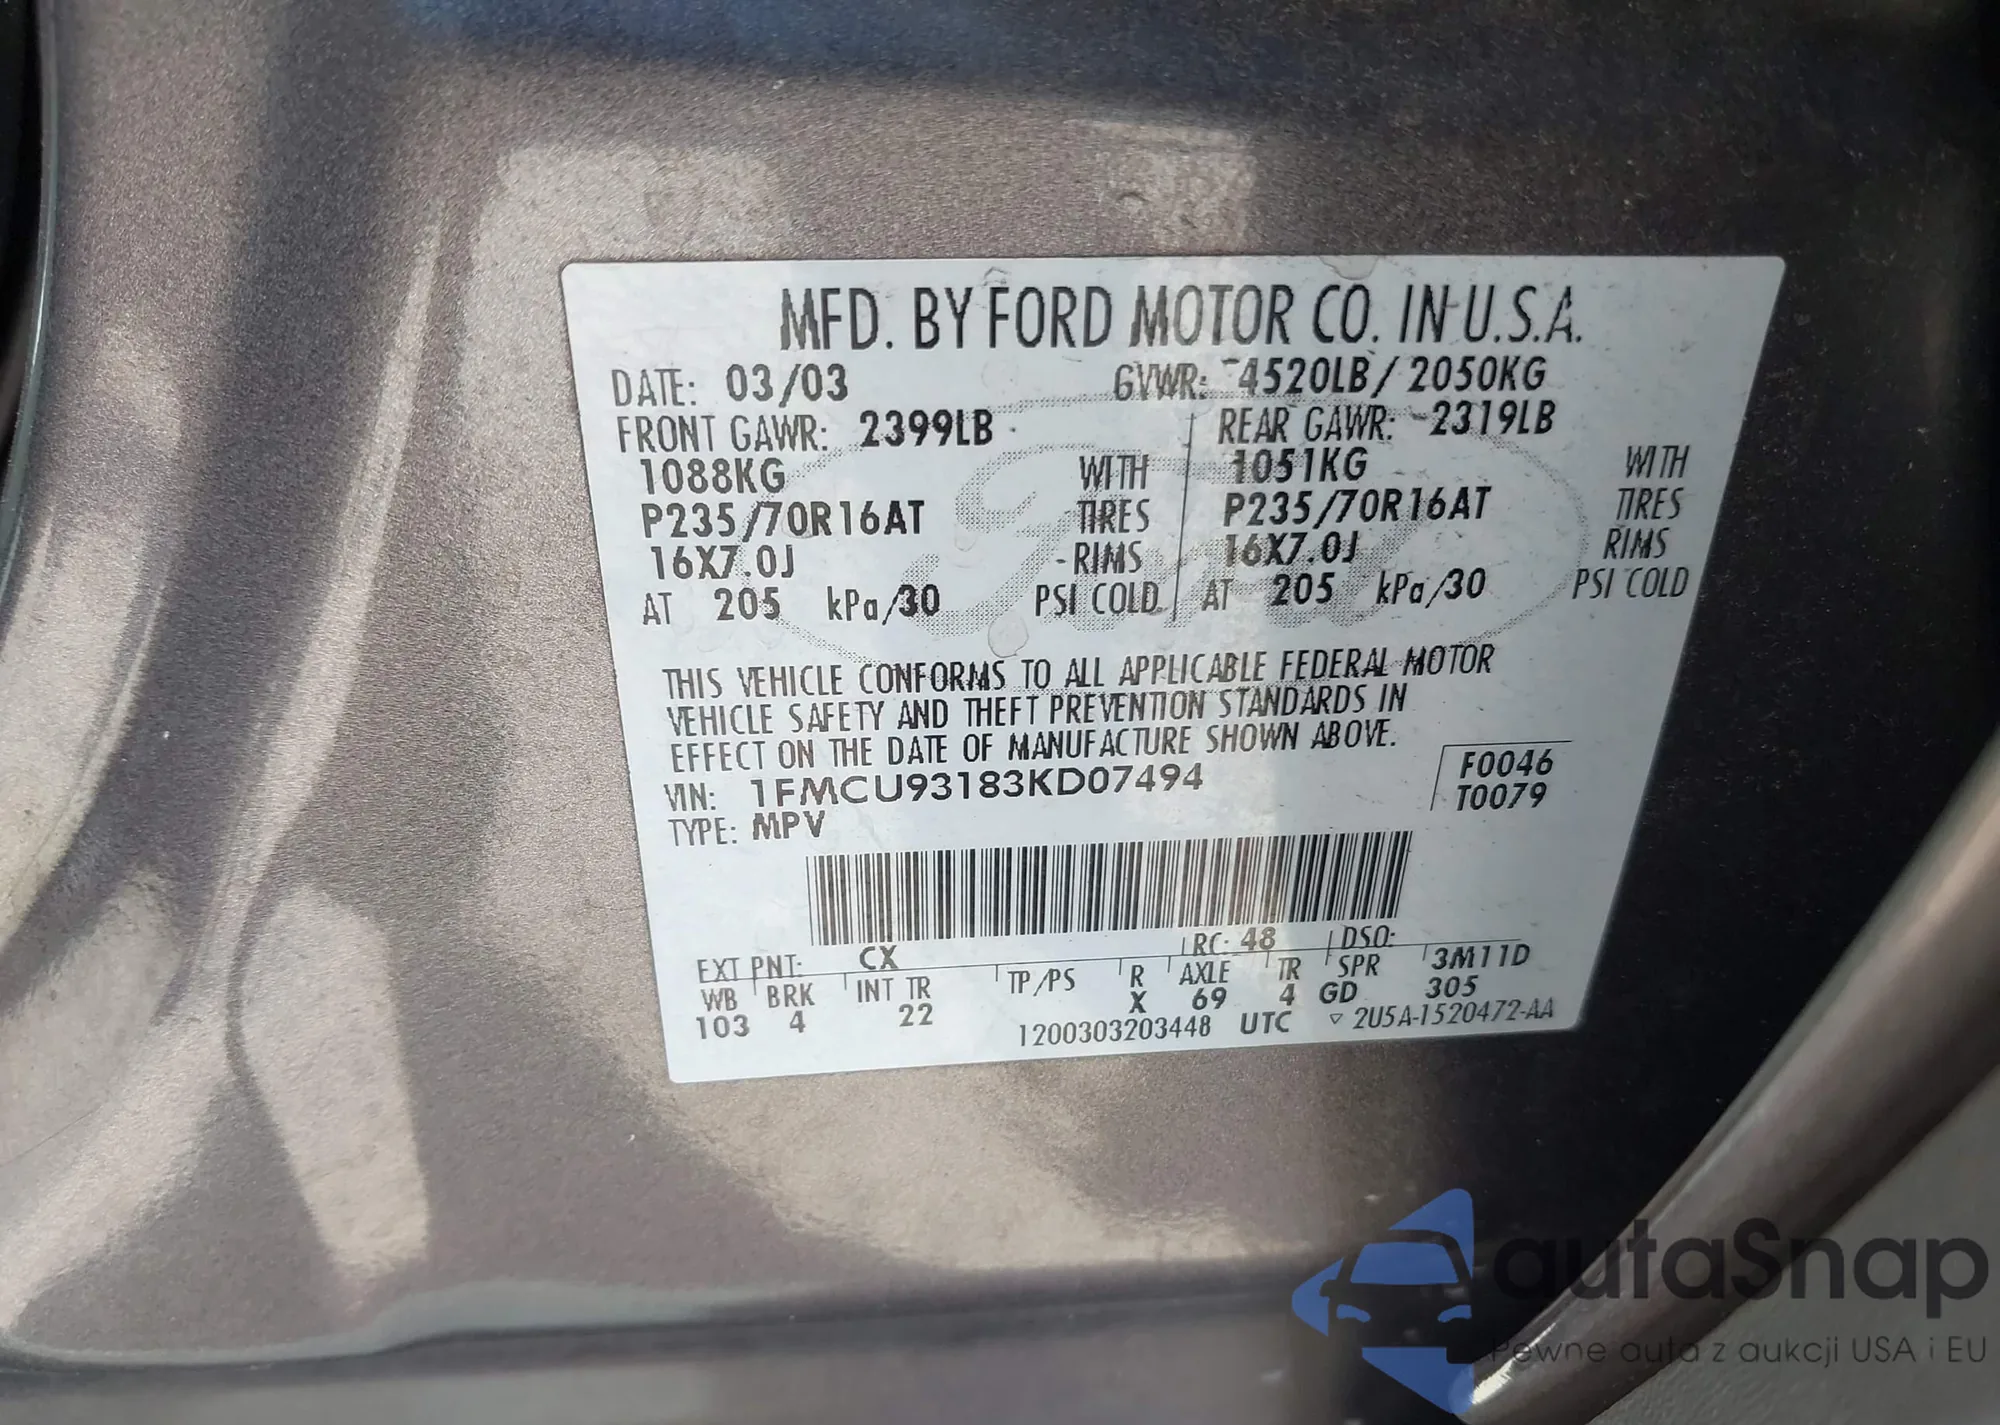 MFD. BY FORD MOTOR CO. IN U.S.A.
DATE: 03/03 GVWR: 4520LB/2050KG
FRONT GAWR: 2399LB REAR GAWR: 2319LB
1088KG WITH 1051KG WITH
P235/70R16AT TIRES P235/70R16AT TIRES
16X7.0J RIMS 16X7.0J RIMS
AT 205 kPa/30 PSI COLD AT 205 kPa/30 PSI COLD
Ford
THIS VEHICLE CONFORMS TO ALL APPLICABLE FEDERAL MOTOR
VEHICLE SAFETY AND THEFT PREVENTION STANDARDS IN
EFFECT ON THE DATE OF MANUFACTURE SHOWN ABOVE.
VIN: 1FMCU93183KD07494 F0046
TYPE: MPV T0079
EXT PNT: CX RC: 48 DSO:
WB BRK INT TR TP/PS R AXLE TR SPR 3M11D
103 4 22 X 69 4 GD 305
1200303203448 UTC ▽ 2U5A-1520472-AA
autaSnap
Pewne auta z aukcji USA i EU